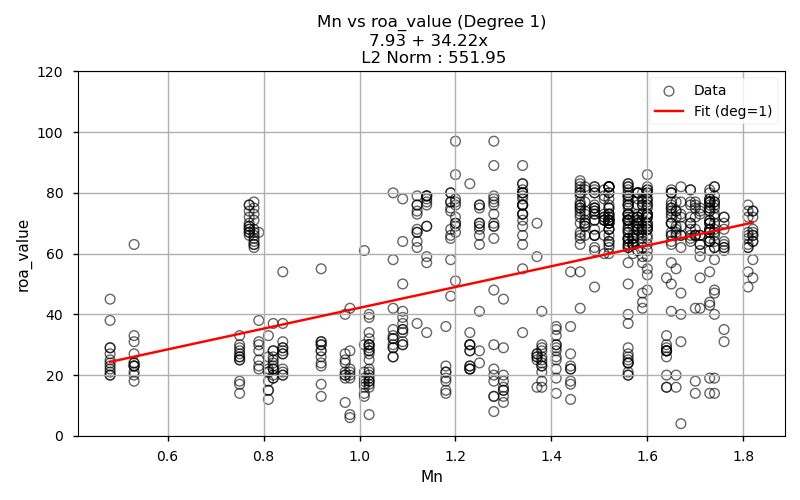 Mn vs roa_value (Degree 1)
7.93 + 34.22x
L2 Norm : 551.95
120
100
80
60
40
20
0
roa_value
Data
Fit (deg=1)
0.6
0.8
1.0
1.2
1.4
1.6
1.8
Mn